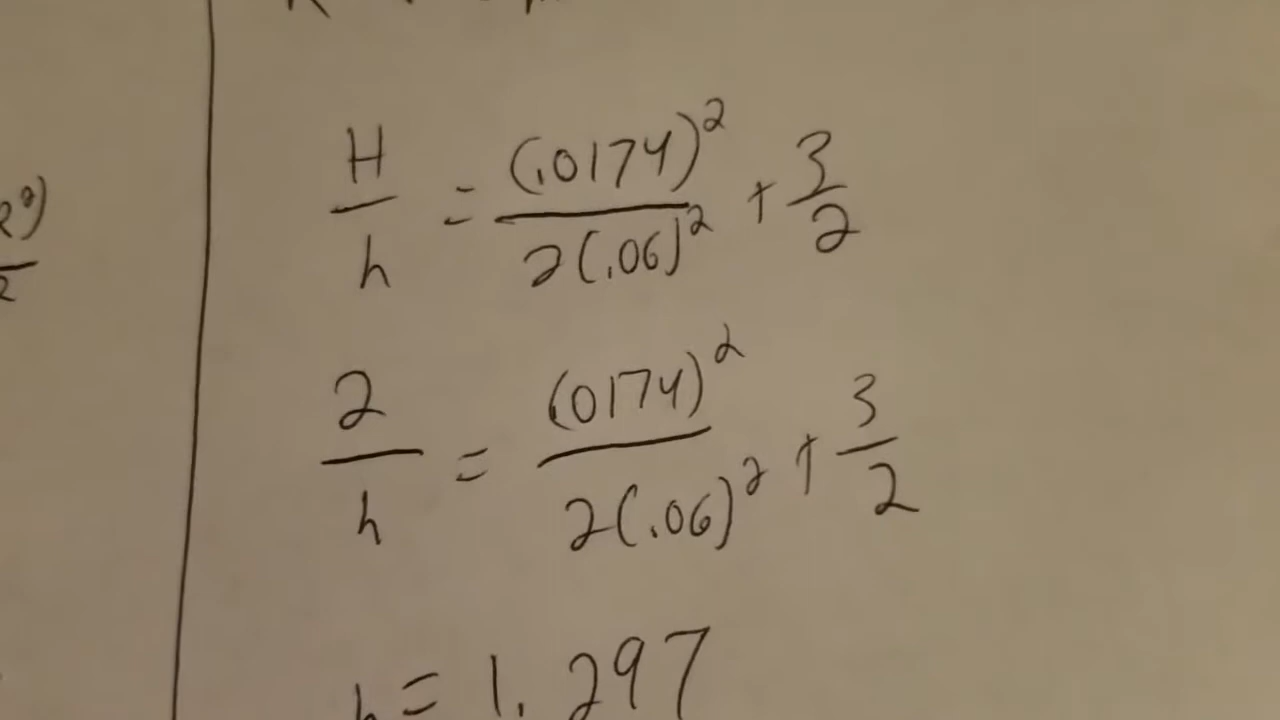 H/h = (.0174)²/2(.06)² + 3/2
2/h = (0174)²/2(.06)² + 3/2
h = 1.297